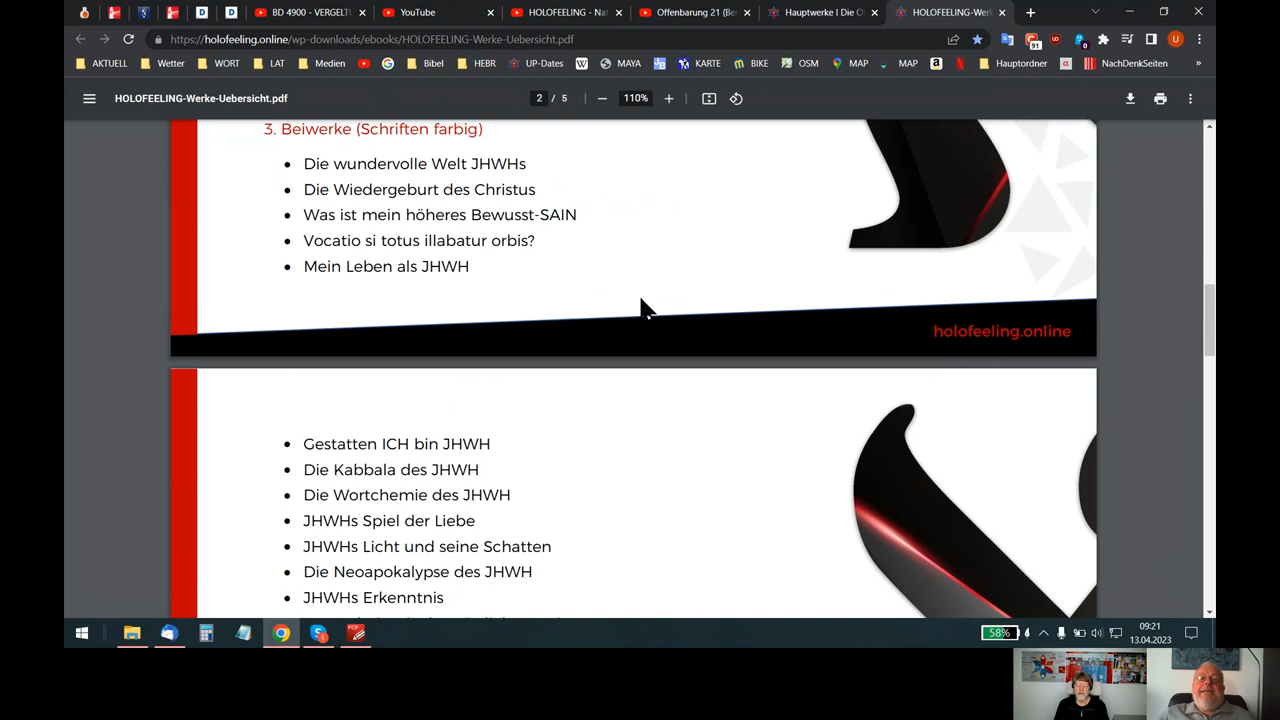 BD 4900 - VERGELT
YouTube
HOLOFEELING - Na
Offenbarung 21 (Be
Hauptwerke I Die O
HOLOFEELING-We
https://holofeeling.online/wp-downloads/ebooks/HOLOFEELING-Werke-Uebersicht.pdf
91
0
U
AKTUELL
Wetter
WORT
LAT
Medien
Bibel
HEBR
UP-Dates
W
MAYA
JB
KARTE
BIKE
OSM
MAP
MAP
a
Hauptordner
NachDenkSeiten
»
HOLOFEELING-Werke-Uebersicht.pdf
2 / 5
110%
3. Beiwerke (Schriften farbig)
• Die wundervolle Welt JHWHs
• Die Wiedergeburt des Christus
• Was ist mein höheres Bewusst-SAIN
• Vocatio si totus illabatur orbis?
• Mein Leben als JHWH
holofeeling.online
• Gestatten ICH bin JHWH
• Die Kabbala des JHWH
• Die Wortchemie des JHWH
• JHWHs Spiel der Liebe
• JHWHs Licht und seine Schatten
• Die Neoapokalypse des JHWH
• JHWHs Erkenntnis
58%
09:21
13.04.2023